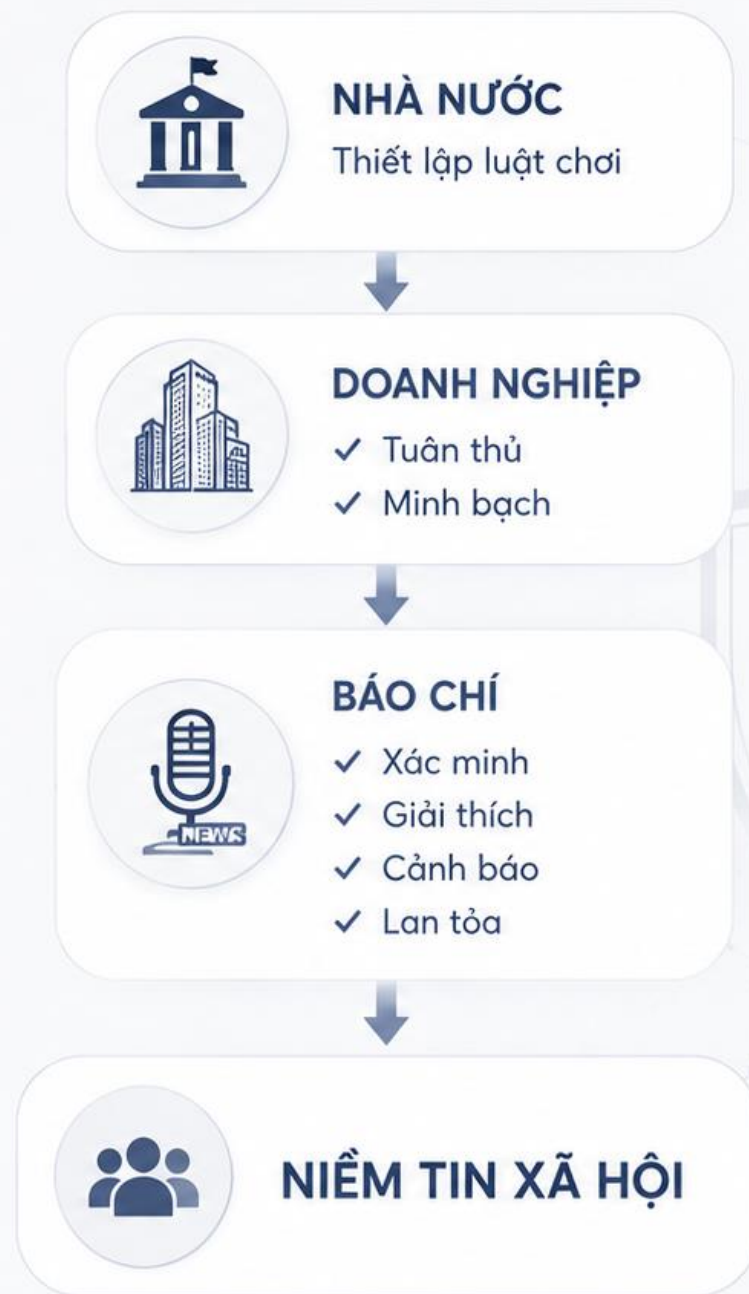 NHÀ NƯỚC
Thiết lập luật chơi
DOANH NGHIỆP
Tuân thủ
Minh bạch
BÁO CHÍ
Xác minh
Giải thích
Cảnh báo
Lan tỏa
NEWS
NIỀM TIN XÃ HỘI